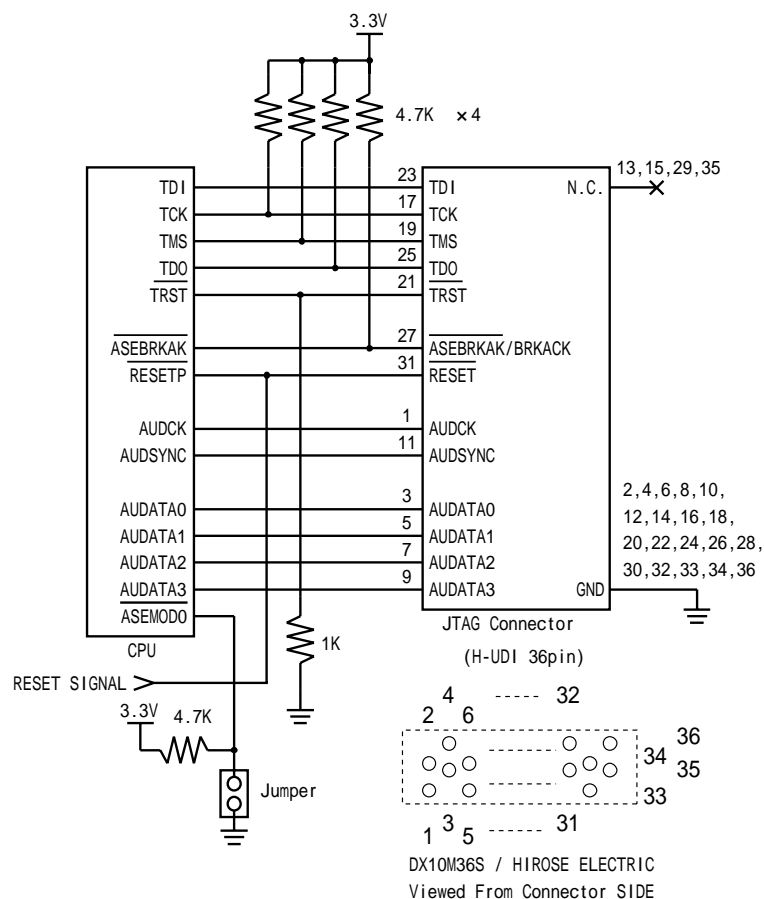 3.3V
4.7K ×4
TDI 23 TDI N.C. 13,15,29,35
TCK 17 TCK
TMS 19 TMS
TDO 25 TDO
TRST 21 TRST
ASEBRKAK 27 ASEBRKAK/BRKACK
RESETP 31 RESET
AUDCK 1 AUDCK
AUDSYNC 11 AUDSYNC
AUDATA0 3 AUDATA0
AUDATA1 5 AUDATA1
AUDATA2 7 AUDATA2
AUDATA3 9 AUDATA3
2,4,6,8,10,
12,14,16,18,
20,22,24,26,28,
30,32,33,34,36
GND
ASEMOD0
CPU
1K
JTAG Connector
(H-UDI 36pin)
RESET SIGNAL
3.3V 4.7K
Jumper
4 ----- 32
2 6
36
34
35
33
1 3 5 ------ 31
DX10M36S / HIROSE ELECTRIC
Viewed From Connector SIDE